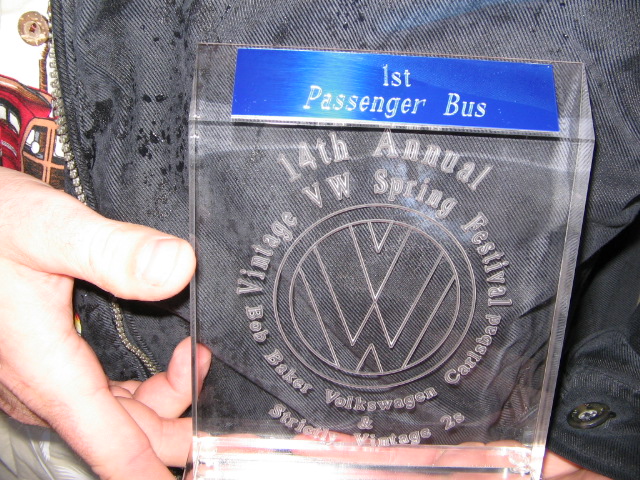 1st
Passenger Bus
14th Annual
Vintage VW Spring Festival
Bob Baker Volkswagen Carlsbad
&
Strictly Vintage 2s